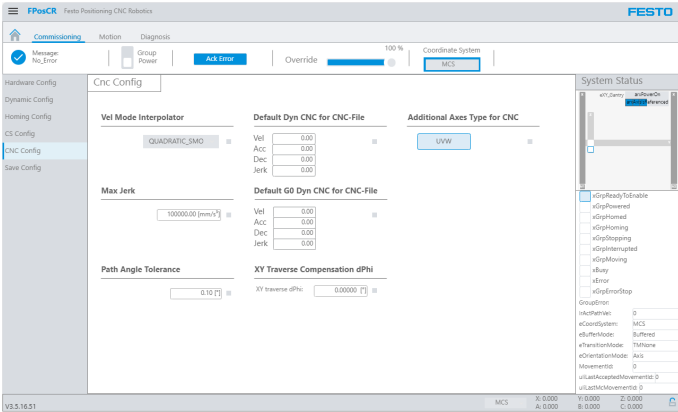 FPosCR Festo Positioning CNC Robotics
FESTO
Commissioning Motion Diagnosis
Message:
No_Error
Group
Power
Ack Error
Override
100 %
Coordinate System
MCS
Hardware Config
Dynamic Config
Homing Config
CS Config
CNC Config
Save Config
Cnc Config
Vel Mode Interpolator
QUADRATIC_SMO
Max Jerk
100000.00 [mm/s³]
Path Angle Tolerance
0.10 [°]
Default Dyn CNC for CNC-File
Vel 0.00
Acc 0.00
Dec 0.00
Jerk 0.00
Default G0 Dyn CNC for CNC-File
Vel 0.00
Acc 0.00
Dec 0.00
Jerk 0.00
XY Traverse Compensation dPhi
XY traverse dPhi: 0.00000 [°]
Additional Axes Type for CNC
UVW
System Status
arxPowerOn
xGrpReadyToEnable
xGrpPowered
xGrpHomed
xGrpHoming
xGrpStopping
xGrpInterrupted
xGrpMoving
xBusy
xError
xGrpErrorStop
GroupError:
lrActPathVel: 0
eCoordSystem: MCS
eBufferMode: Buffered
eTransitionMode: TMNone
eOrientationMode: Axis
MovementId: 0
uiLastAcceptedMovementId: 0
uiLastMcMovementId: 0
V3.5.16.51
MCS
X: 0.000 Y: 0.000 Z: 0.000
A: 0.000 B: 0.000 C: 0.000